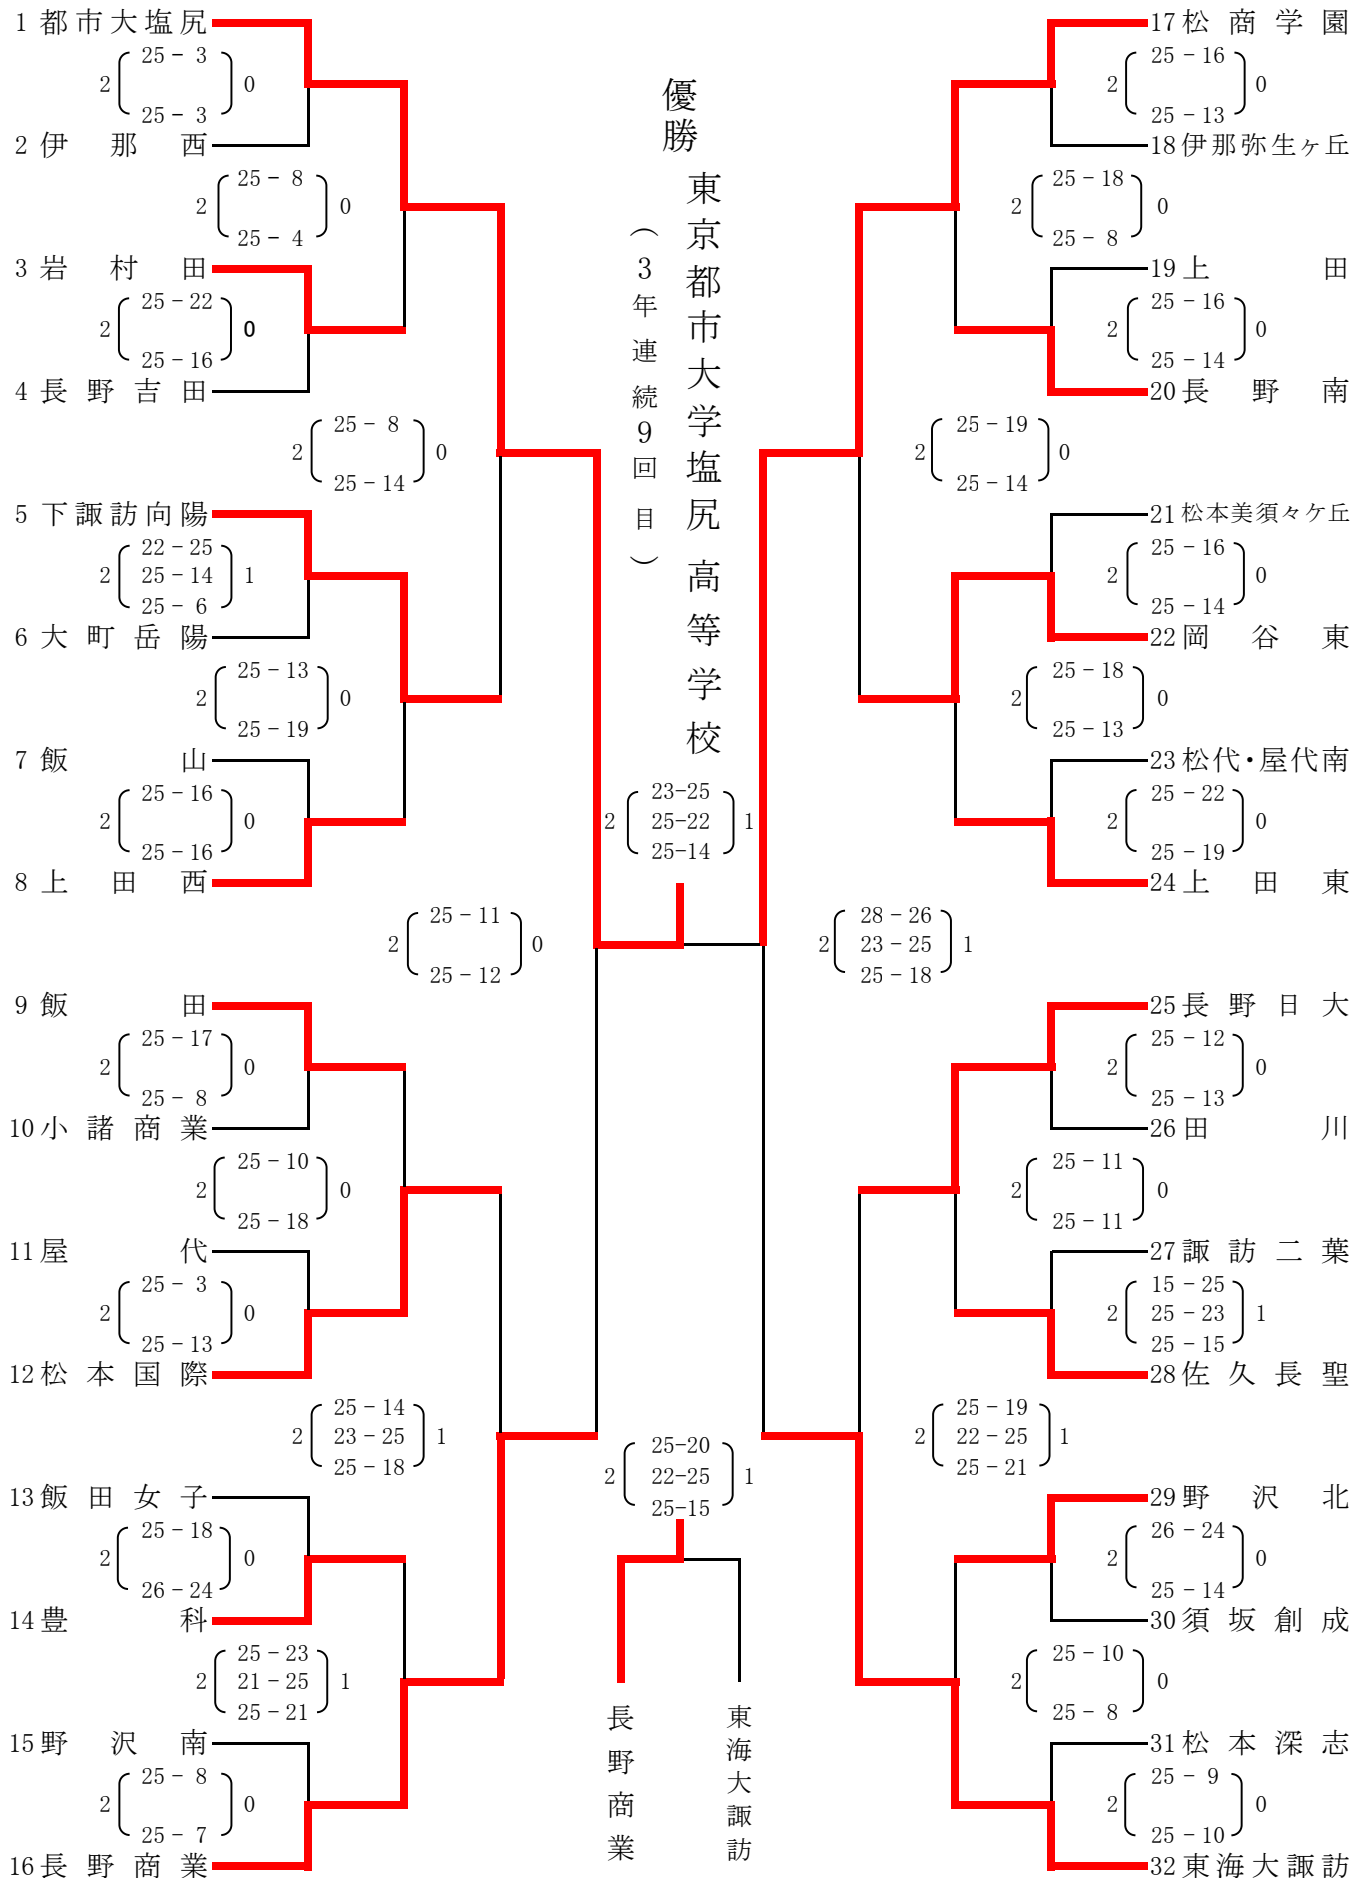 1 都市大塩尻
25－ 3
2 0
25－ 3
2 伊那西
25－ 8
2 0
25－ 4
3 岩村田
25－22
2 0
25－16
4 長野吉田
25－ 8
2 0
25－14
5 下諏訪向陽
22－25
2 25－14 1
25－ 6
6 大町岳陽
25－13
2 0
25－19
7 飯山
25－16
2 0
25－16
8 上田西
25－11
2 0
25－12
9 飯田
25－17
2 0
25－ 8
10 小諸商業
25－10
2 0
25－18
11 屋代
25－ 3
2 0
25－13
12 松本国際
25－14
2 23－25 1
25－18
13 飯田女子
25－18
2 0
26－24
14 豊科
25－23
2 21－25 1
25－21
15 野沢南
25－ 8
2 0
25－ 7
16 長野商業
優勝
東京都市大学塩尻高等学校
（3年連続9回目）
23-25
2 25-22 1
25-14
25-20
2 22-25 1
25-15
長野商業
東海大諏訪
17 松商学園
25－16
2 0
25－13
18 伊那弥生ヶ丘
25－18
2 0
25－ 8
19 上田
25－16
2 0
25－14
20 長野南
25－19
2 0
25－14
21 松本美須々ケ丘
25－16
2 0
25－14
22 岡谷東
25－18
2 0
25－13
23 松代・屋代南
25－22
2 0
25－19
24 上田東
28－26
2 23－25 1
25－18
25 長野日大
25－12
2 0
25－13
26 田川
25－11
2 0
25－11
27 諏訪二葉
15－25
2 25－23 1
25－15
28 佐久長聖
25－19
2 22－25 1
25－21
29 野沢北
26－24
2 0
25－14
30 須坂創成
25－10
2 0
25－ 8
31 松本深志
25－ 9
2 0
25－10
32 東海大諏訪